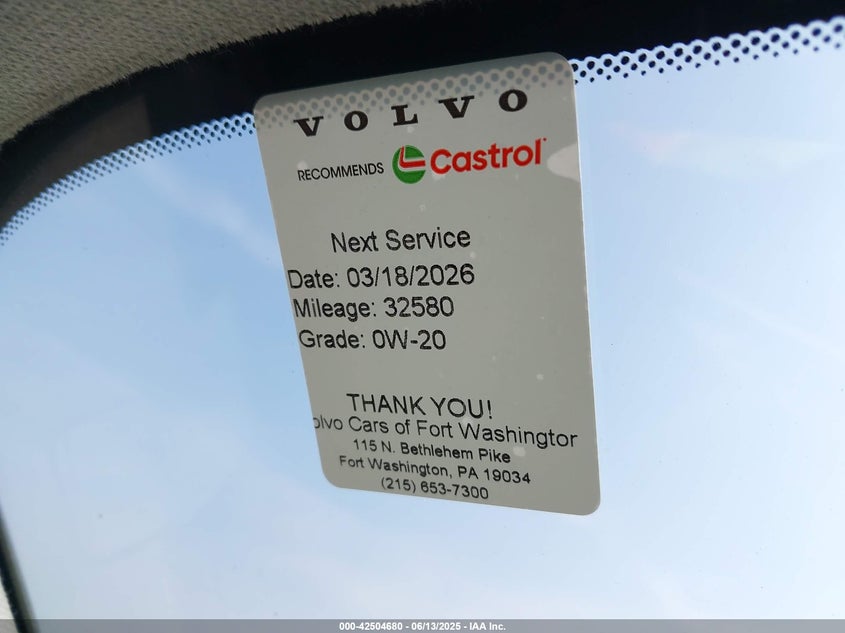 VOLVO
RECOMMENDS Castrol
Next Service
Date: 03/18/2026
Mileage: 32580
Grade: 0W-20
THANK YOU!
olvo Cars of Fort Washingtor
115 N. Bethlehem Pike
Fort Washington, PA 19034
(215) 653-7300
000-42504680 - 06/13/2025 - IAA Inc.